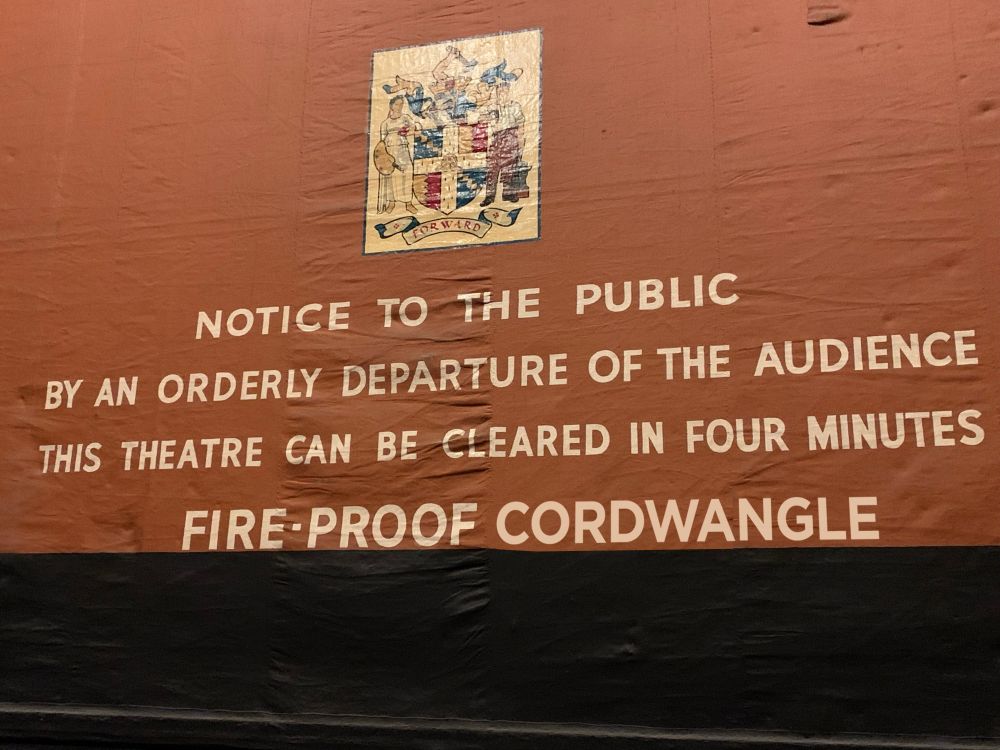 FORWARD
NOTICE TO THE PUBLIC
BY AN ORDERLY DEPARTURE OF THE AUDIENCE
THIS THEATRE CAN BE CLEARED IN FOUR MINUTES
FIRE-PROOF CORDWANGLE